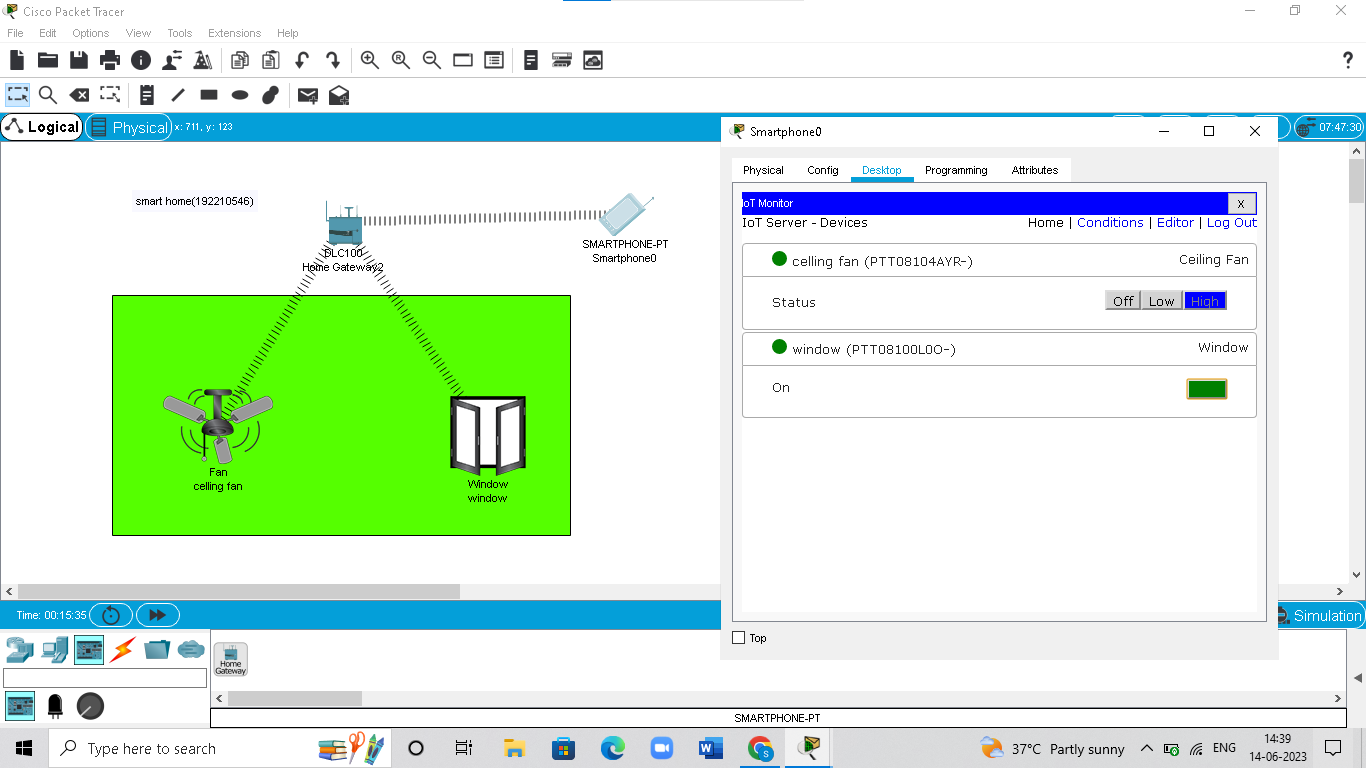 Cisco Packet Tracer
File Edit Options View Tools Extensions Help
?
Logical
Physical
x: 711, y: 123
07:47:30
smart home(192210546)
DLC100
Home Gateway2
SMARTPHONE-PT
Smartphone0
Fan
celling fan
Window
window
Smartphone0
Physical Config Desktop Programming Attributes
IoT Monitor
X
IoT Server - Devices
Home | Conditions | Editor | Log Out
celling fan (PTT08104AYR-)
Ceiling Fan
Status
Off Low High
window (PTT08100L0O-)
Window
On
Top
Time: 00:15:35
Simulation
Home
Gateway
SMARTPHONE-PT
Type here to search
37°C Partly sunny
ENG
14:39
14-06-2023